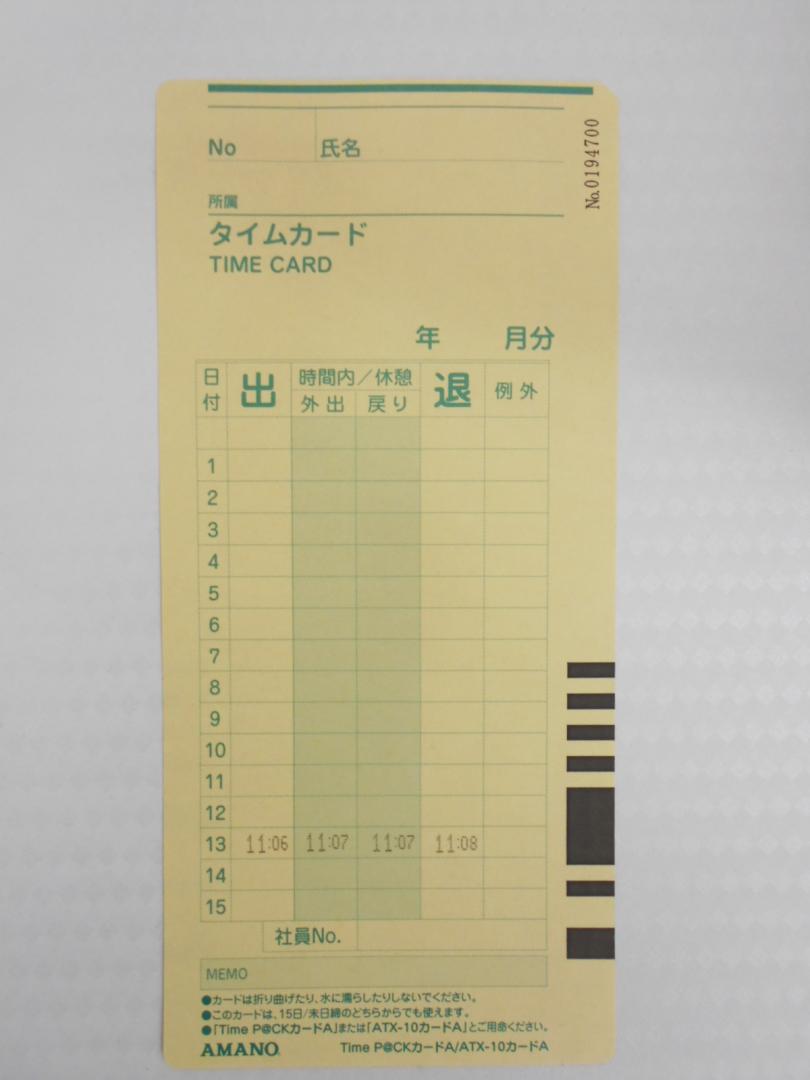 No 氏名
No.0194700
所属
タイムカード
TIME CARD
年 月分
日付 出 時間内/休憩 退 例外
外出 戻り
1
2
3
4
5
6
7
8
9
10
11
12
13 11:06 11:07 11:07 11:08
14
15
社員No.
MEMO
●カードは折り曲げたり、水に濡らしたりしないでください。
●このカードは、15日/末日締のどちらからでも使えます。
●「Time P@CKカードA」または「ATX-10カードA」とご用命ください。
AMANO Time P@CKカードA/ATX-10カードA